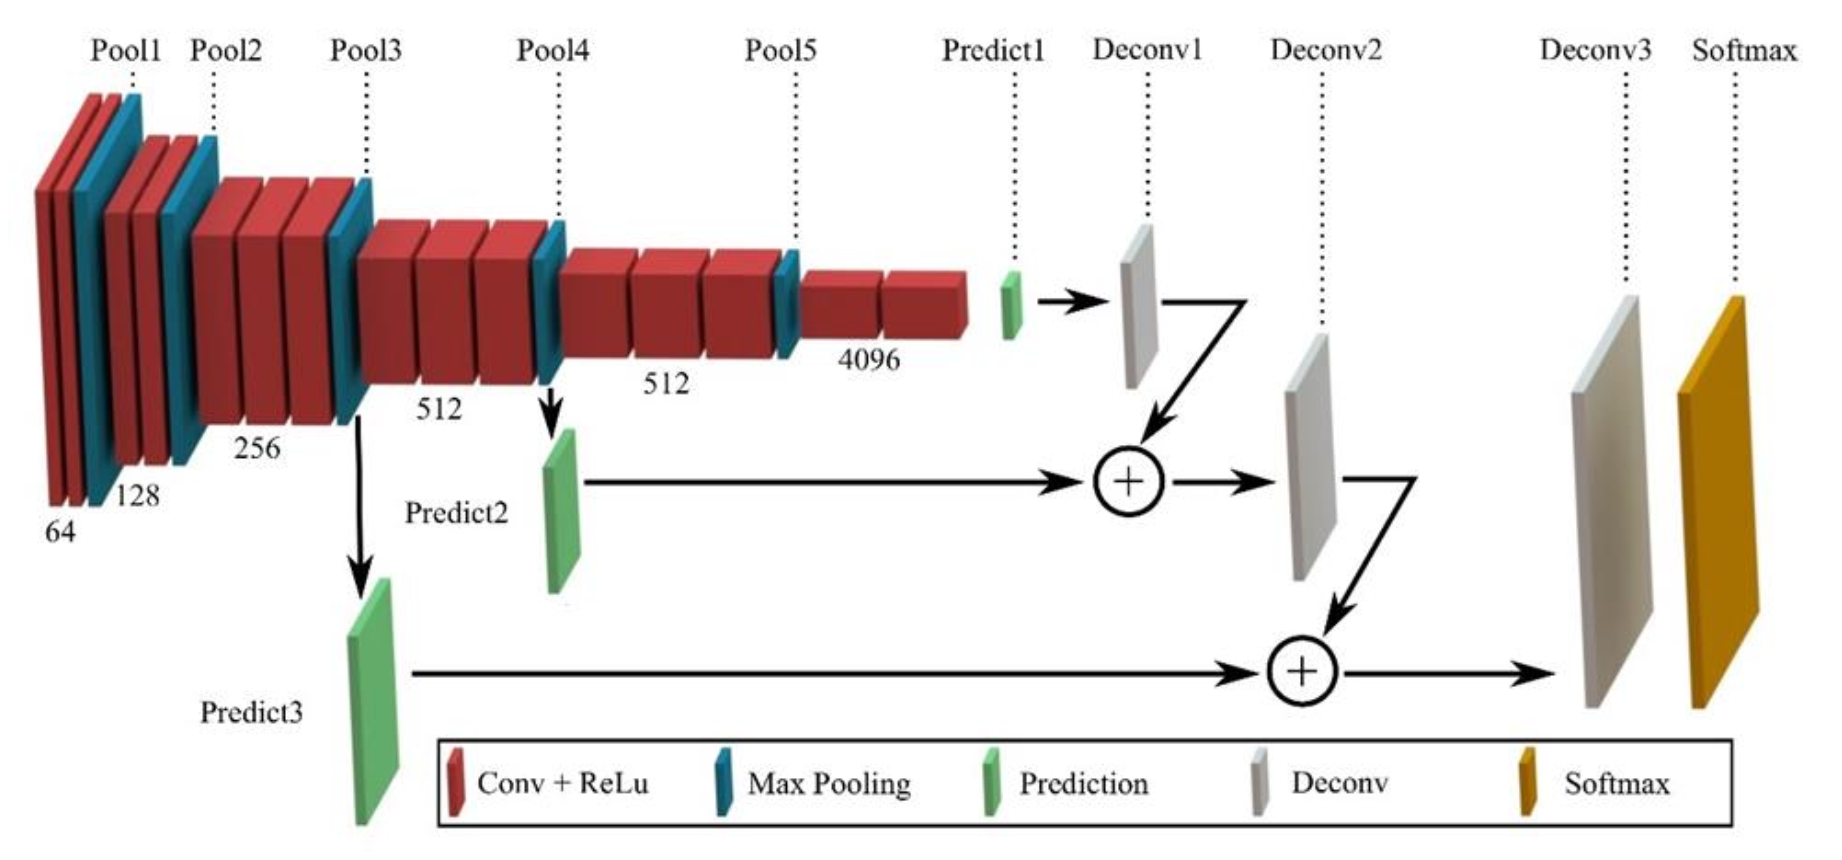 Pool1 Pool2 Pool3 Pool4 Pool5 Predict1 Deconv1 Deconv2 Deconv3 Softmax
4096
512
512
256
128
64
Predict2
+
Predict3
+
Conv + ReLu Max Pooling Prediction Deconv Softmax